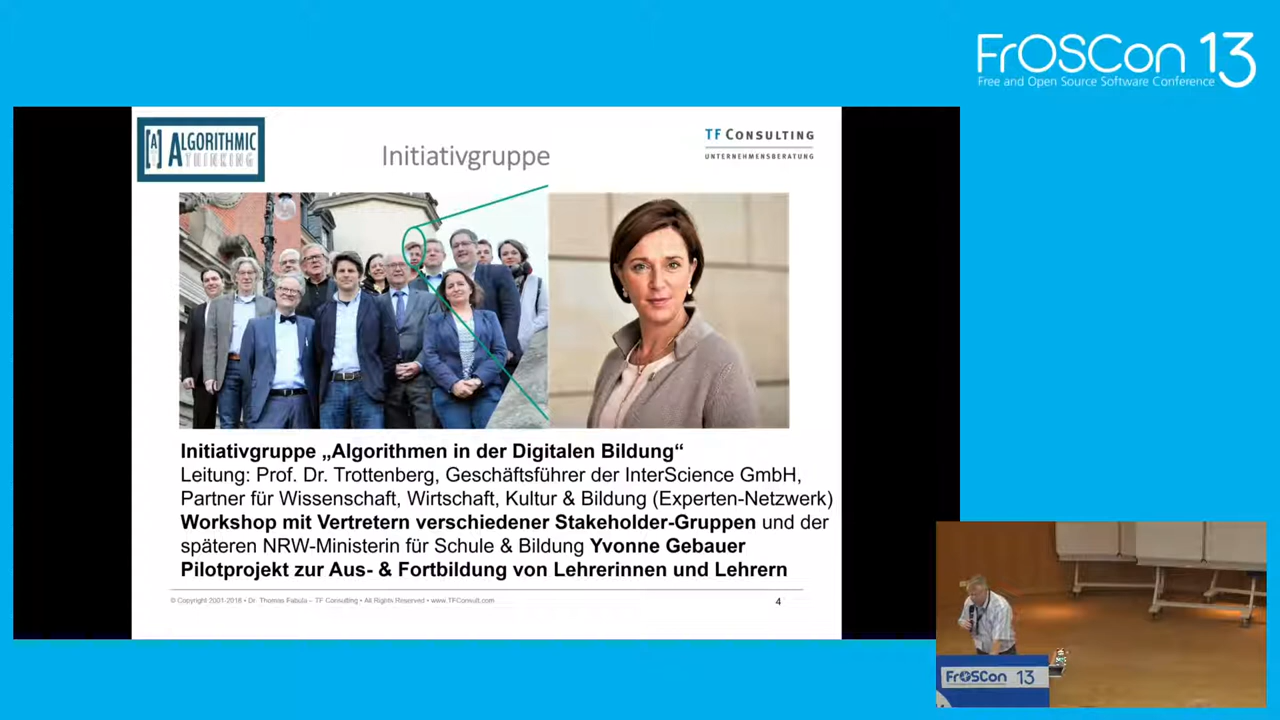 FrOSCon 13
Free and Open Source Software Conference
[A] ALGORITHMIC
THINKING
Initiativgruppe
TF CONSULTING
UNTERNEHMENSBERATUNG
Initiativgruppe „Algorithmen in der Digitalen Bildung“
Leitung: Prof. Dr. Trottenberg, Geschäftsführer der InterScience GmbH,
Partner für Wissenschaft, Wirtschaft, Kultur & Bildung (Experten-Netzwerk)
Workshop mit Vertretern verschiedener Stakeholder-Gruppen und der
späteren NRW-Ministerin für Schule & Bildung Yvonne Gebauer
Pilotprojekt zur Aus- & Fortbildung von Lehrerinnen und Lehrern
© Copyright 2001-2018 • Dr. Thomas Fabula – TF Consulting • All Rights Reserved • www.TFConsult.com
4
FrOSCon 13